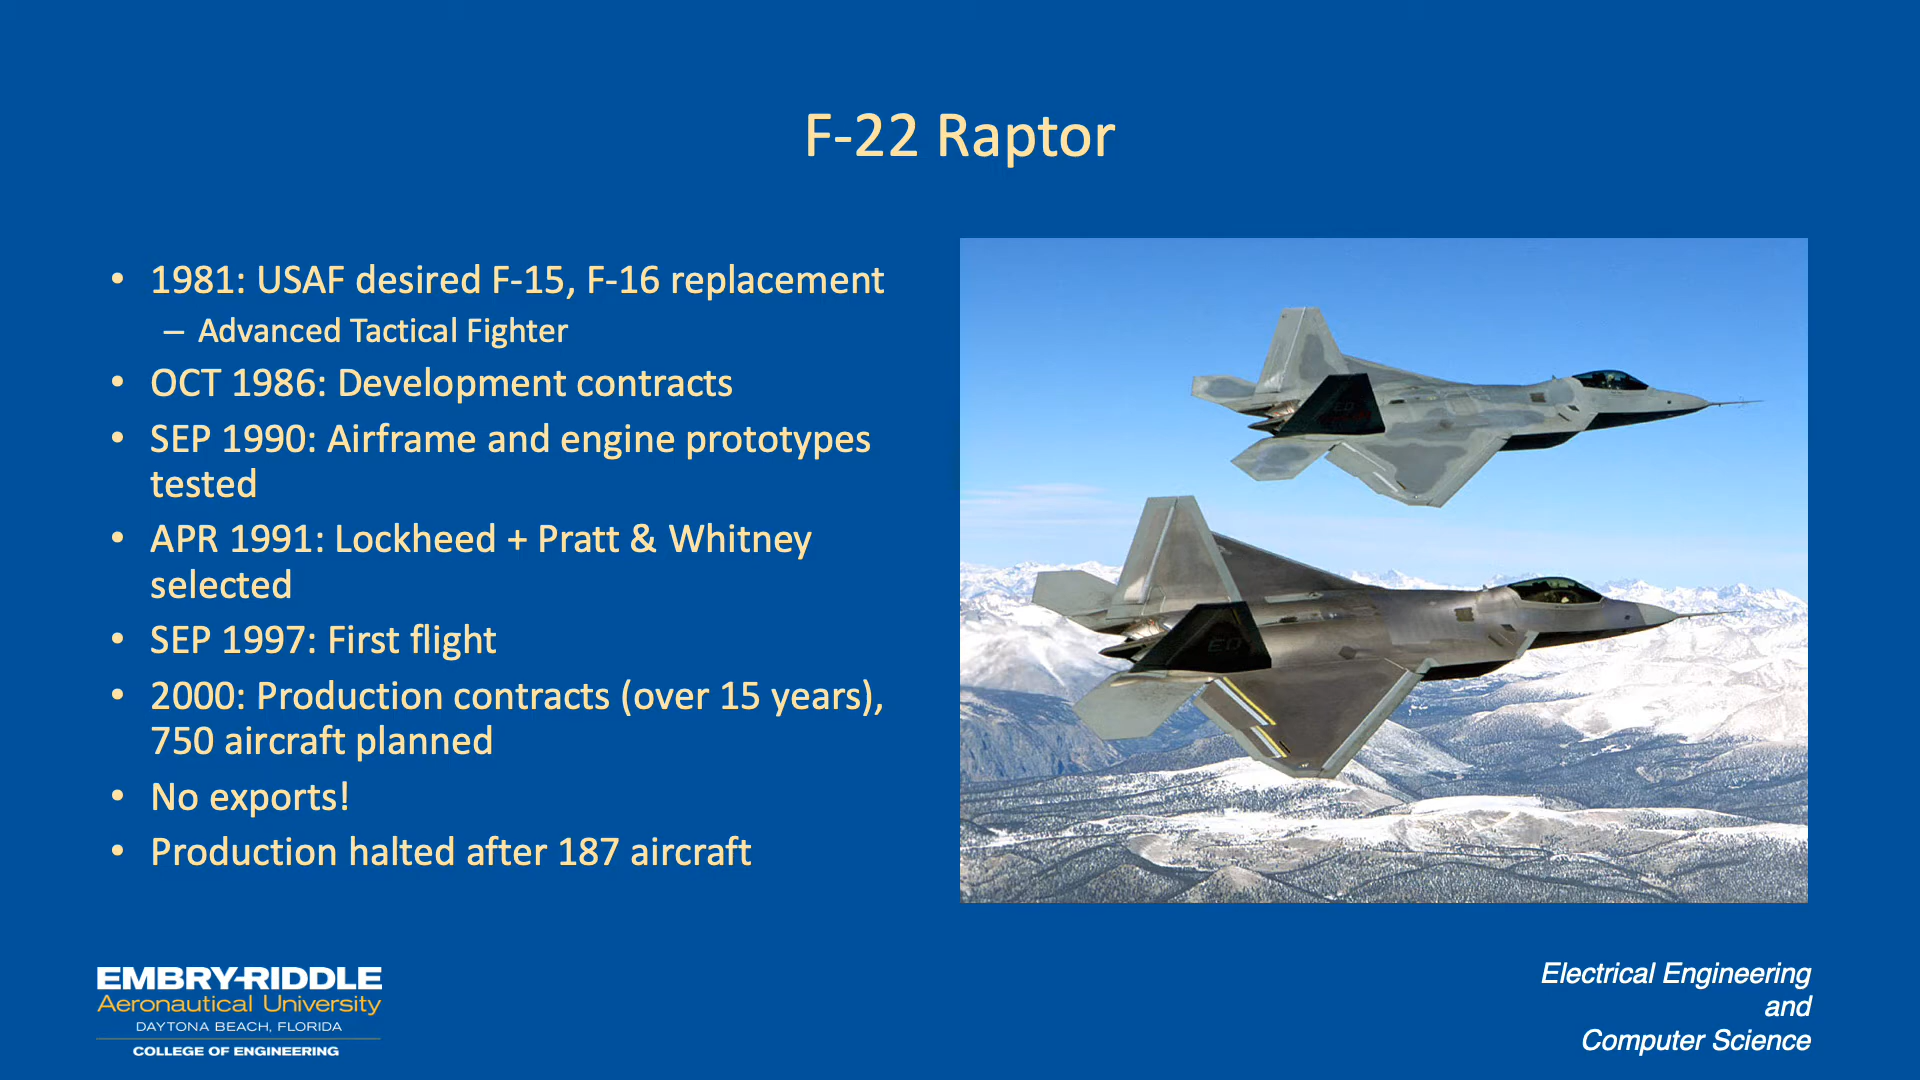 F-22 Raptor
• 1981: USAF desired F-15, F-16 replacement
– Advanced Tactical Fighter
• OCT 1986: Development contracts
• SEP 1990: Airframe and engine prototypes
tested
• APR 1991: Lockheed + Pratt & Whitney
selected
• SEP 1997: First flight
• 2000: Production contracts (over 15 years),
750 aircraft planned
• No exports!
• Production halted after 187 aircraft
ED
ED
EMBRY-RIDDLE
Aeronautical University
DAYTONA BEACH, FLORIDA
COLLEGE OF ENGINEERING
Electrical Engineering
and
Computer Science